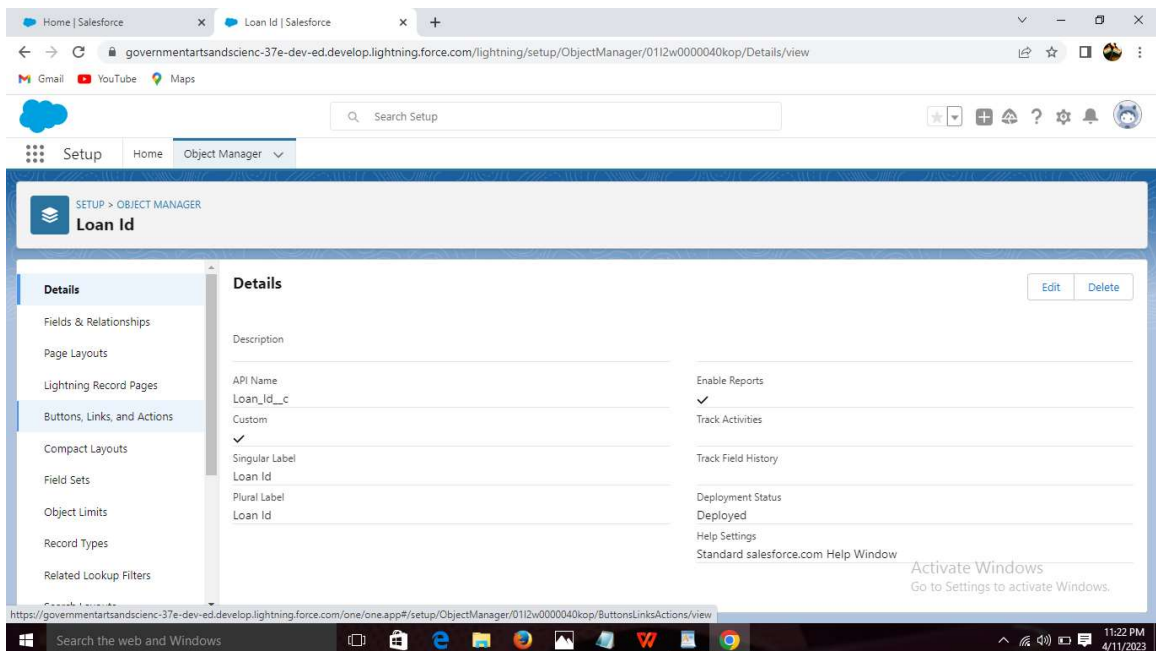 Home | Salesforce
Loan Id | Salesforce
governmentartsandscienc-37e-dev-ed.develop.lightning.force.com/lightning/setup/ObjectManager/01I2w0000040kop/Details/view
Gmail YouTube Maps
Search Setup
Setup Home Object Manager
SETUP > OBJECT MANAGER
Loan Id
Details
Fields & Relationships
Page Layouts
Lightning Record Pages
Buttons, Links, and Actions
Compact Layouts
Field Sets
Object Limits
Record Types
Related Lookup Filters
Details
Edit Delete
Description
API Name
Loan_Id__c
Custom
Singular Label
Loan Id
Plural Label
Loan Id
Enable Reports
Track Activities
Track Field History
Deployment Status
Deployed
Help Settings
Standard salesforce.com Help Window
Activate Windows
Go to Settings to activate Windows.
https://governmentartsandscienc-37e-dev-ed.develop.lightning.force.com/one/one.app#/setup/ObjectManager/01I2w0000040kop/ButtonsLinksActions/view
Search the web and Windows
11:22 PM
4/11/2023